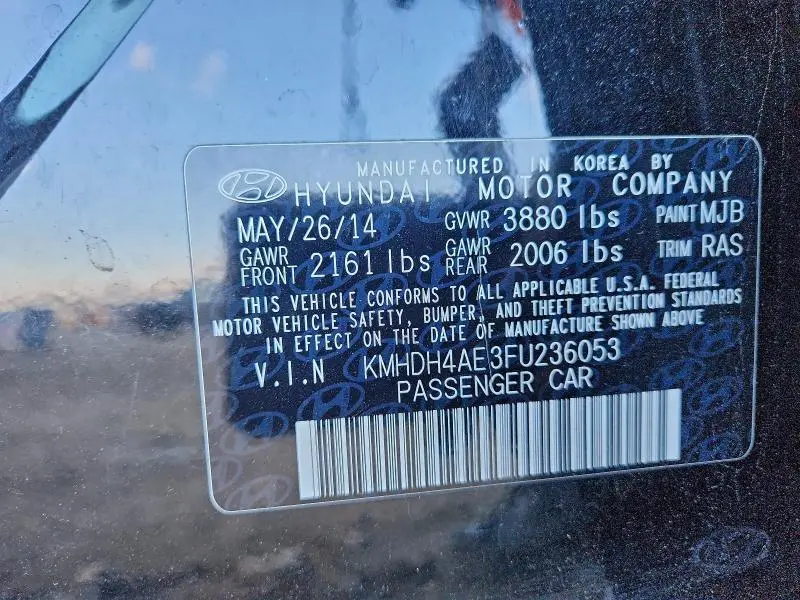 MANUFACTURED IN KOREA BY
HYUNDAI MOTOR COMPANY
MAY/26/14 GVWR 3880 lbs PAINT MJB
GAWR FRONT 2161 lbs GAWR REAR 2006 lbs TRIM RAS
THIS VEHICLE CONFORMS TO ALL APPLICABLE U.S.A. FEDERAL
MOTOR VEHICLE SAFETY, BUMPER, AND THEFT PREVENTION STANDARDS
IN EFFECT ON THE DATE OF MANUFACTURE SHOWN ABOVE
V.I.N KMHDH4AE3FU236053
PASSENGER CAR